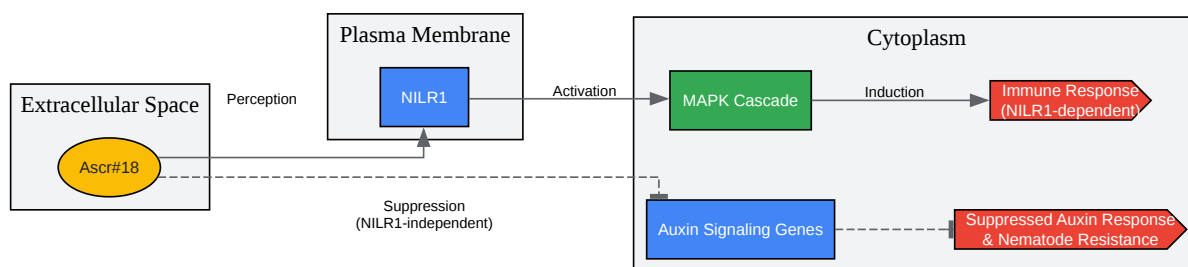 Plasma Membrane
Cytoplasm
Extracellular Space
Perception
NILR1
Activation
MAPK Cascade
Induction
Immune Response
(NILR1-dependent)
Ascr#18
Suppression
(NILR1-independent)
Auxin Signaling Genes
Suppressed Auxin Response
& Nematode Resistance